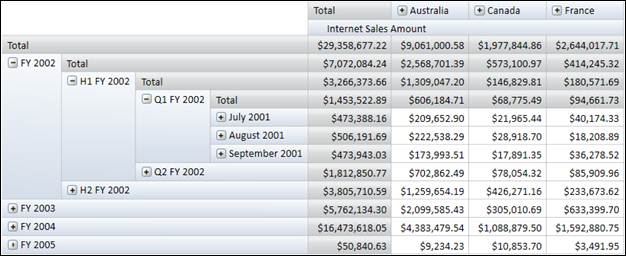 Total Australia Canada France
Internet Sales Amount
Total $29,358,677.22 $9,061,000.58 $1,977,844.86 $2,644,017.71
FY 2002 Total $7,072,084.24 $2,568,701.39 $573,100.97 $414,245.32
H1 FY 2002 Total $3,266,373.66 $1,309,047.20 $146,829.81 $180,571.69
Q1 FY 2002 Total $1,453,522.89 $606,184.71 $68,775.49 $94,661.73
July 2001 $473,388.16 $209,652.90 $21,965.44 $40,174.33
August 2001 $506,191.69 $222,538.29 $28,918.70 $18,208.89
September 2001 $473,943.03 $173,993.51 $17,891.35 $36,278.52
Q2 FY 2002 $1,812,850.77 $702,862.49 $78,054.32 $85,909.96
H2 FY 2002 $3,805,710.59 $1,259,654.19 $426,271.16 $233,673.62
FY 2003 $5,762,134.30 $2,099,585.43 $305,010.69 $633,399.70
FY 2004 $16,473,618.05 $4,383,479.54 $1,088,879.50 $1,592,880.75
FY 2005 $50,840.63 $9,234.23 $10,853.70 $3,491.95